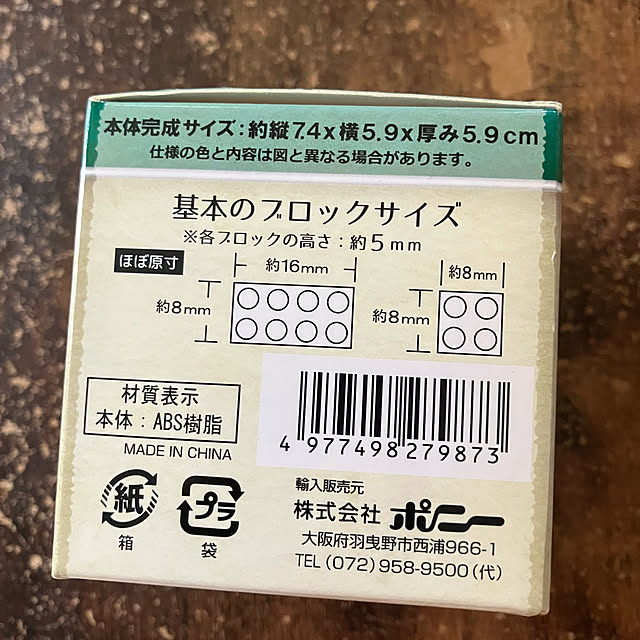 本体完成サイズ：約縦7.4x横5.9x厚み5.9cm
仕様の色と内容は図と異なる場合があります。
基本のブロックサイズ
※各ブロックの高さ：約5mm
ほぼ原寸
約16mm
約8mm
約8mm
約8mm
材質表示
本体：ABS樹脂
MADE IN CHINA
4 977498 279873
紙
箱
プラ
袋
輸入販売元
株式会社 ポニー
大阪府羽曳野市西浦966-1
TEL (072) 958-9500（代）